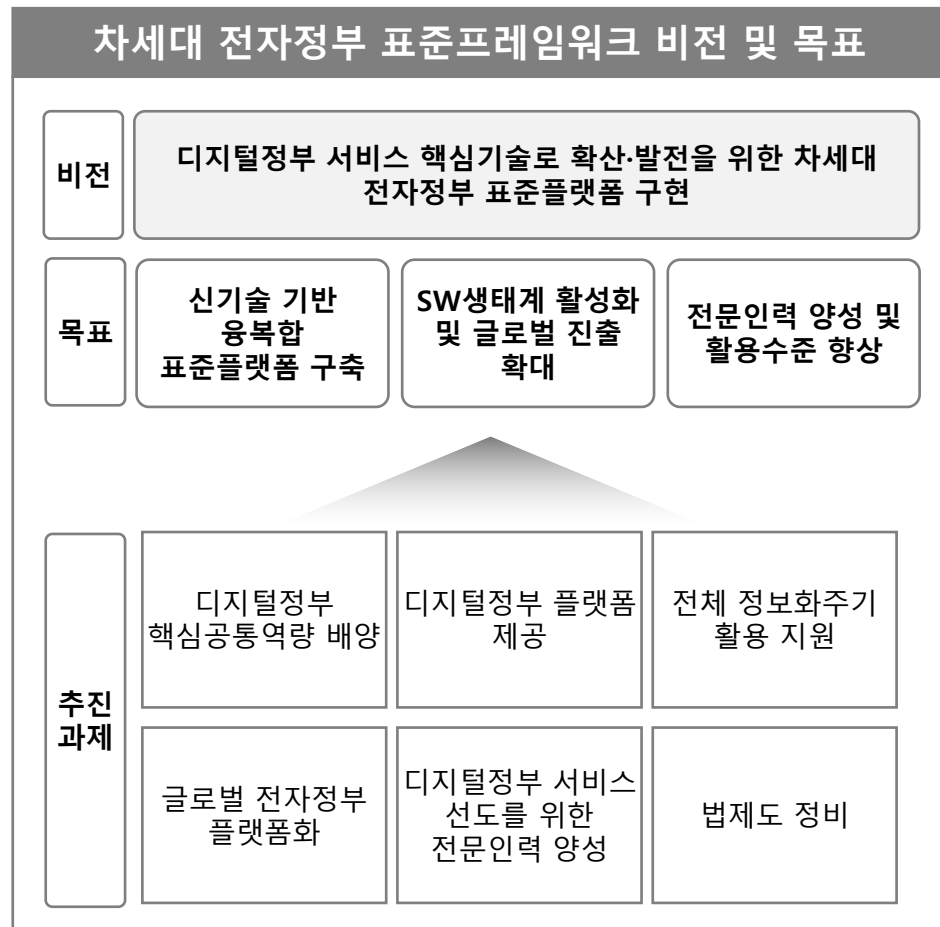 차세대 전자정부 표준프레임워크 비전 및 목표
비전
디지털정부 서비스 핵심기술로 확산·발전을 위한 차세대
전자정부 표준플랫폼 구현
목표
신기술 기반
융복합
표준플랫폼 구축
SW생태계 활성화
및 글로벌 진출
확대
전문인력 양성 및
활용수준 향상
추진
과제
디지털정부
핵심공통역량 배양
디지털정부 플랫폼
제공
전체 정보화주기
활용 지원
글로벌 전자정부
플랫폼화
디지털정부 서비스
선도를 위한
전문인력 양성
법제도 정비